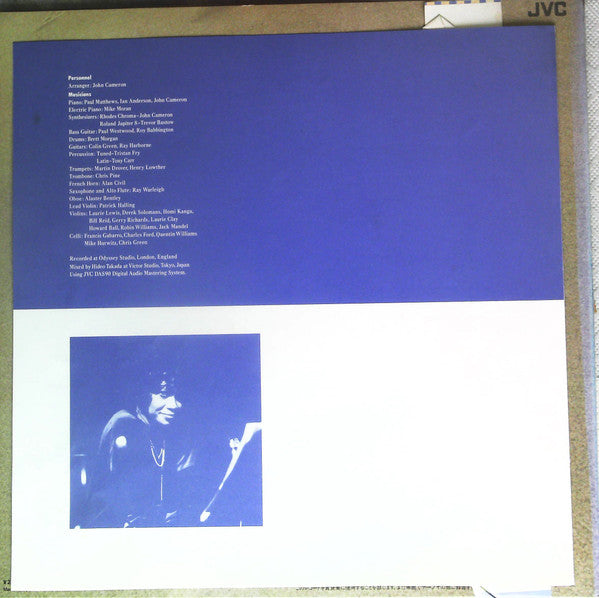 JVC
Personnel
Arranger: John Cameron
Musicians
Piano: Paul Matthews, Ian Anderson, John Cameron
Electric Piano: Mike Moran
Synthesizers: Rhodes Chroma-John Cameron
Roland Jupiter 8-Trevor Bastow
Bass Guitar: Paul Westwood, Roy Babbington
Drums: Brett Morgan
Guitars: Colin Green, Ray Harborne
Percussion: Tuned-Tristan Fry
Latin-Tony Carr
Trumpets: Martin Drover, Henry Lowther
Trombone: Chris Pine
French Horn: Alan Civil
Saxophone and Alto Flute: Ray Warleigh
Oboe: Alaster Bentley
Lead Violin: Patrick Halling
Violins: Laurie Lewis, Derek Solomans, Homi Kanga,
Bill Reid, Gerry Richards, Laurie Clay
Howard Ball, Robin Williams, Jack Mandel
Celli: Francis Gabarro, Charles Ford, Quentin Williams
Mike Hurwitz, Chris Green
Recorded at Odyssey Studio, London, England
Mixed by Hideo Takada at Victor Studio, Tokyo, Japan
Using JVC DAS90 Digital Audio Mastering System.